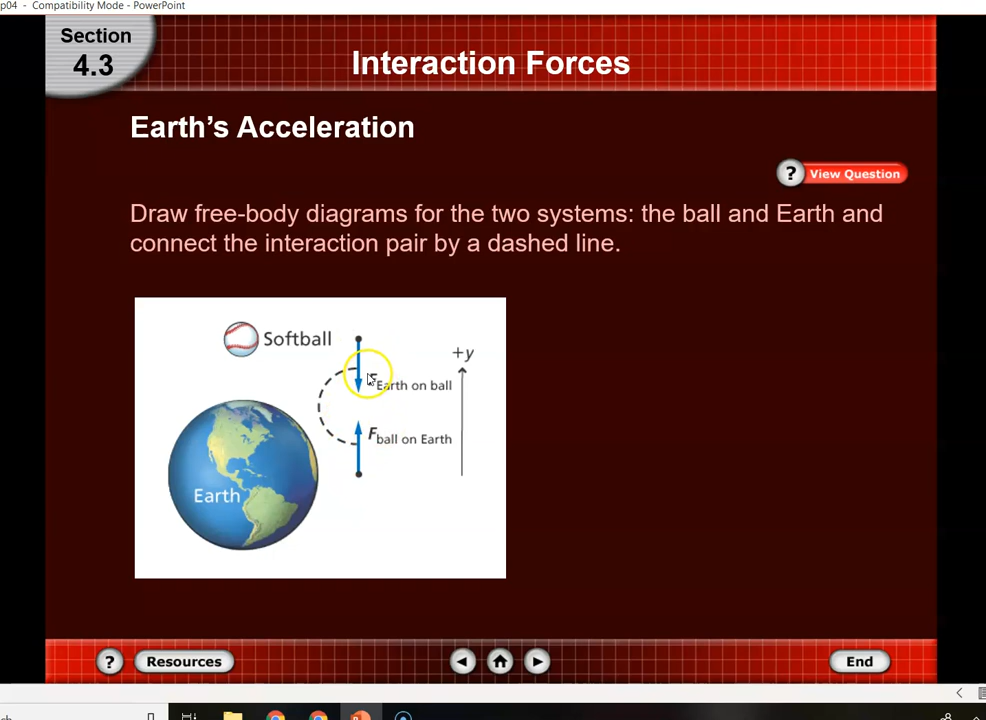 p04 - Compatibility Mode - PowerPoint
Section
4.3
Interaction Forces
Earth's Acceleration
? View Question
Draw free-body diagrams for the two systems: the ball and Earth and
connect the interaction pair by a dashed line.
Softball
+y
Earth on ball
F ball on Earth
Earth
? Resources
End